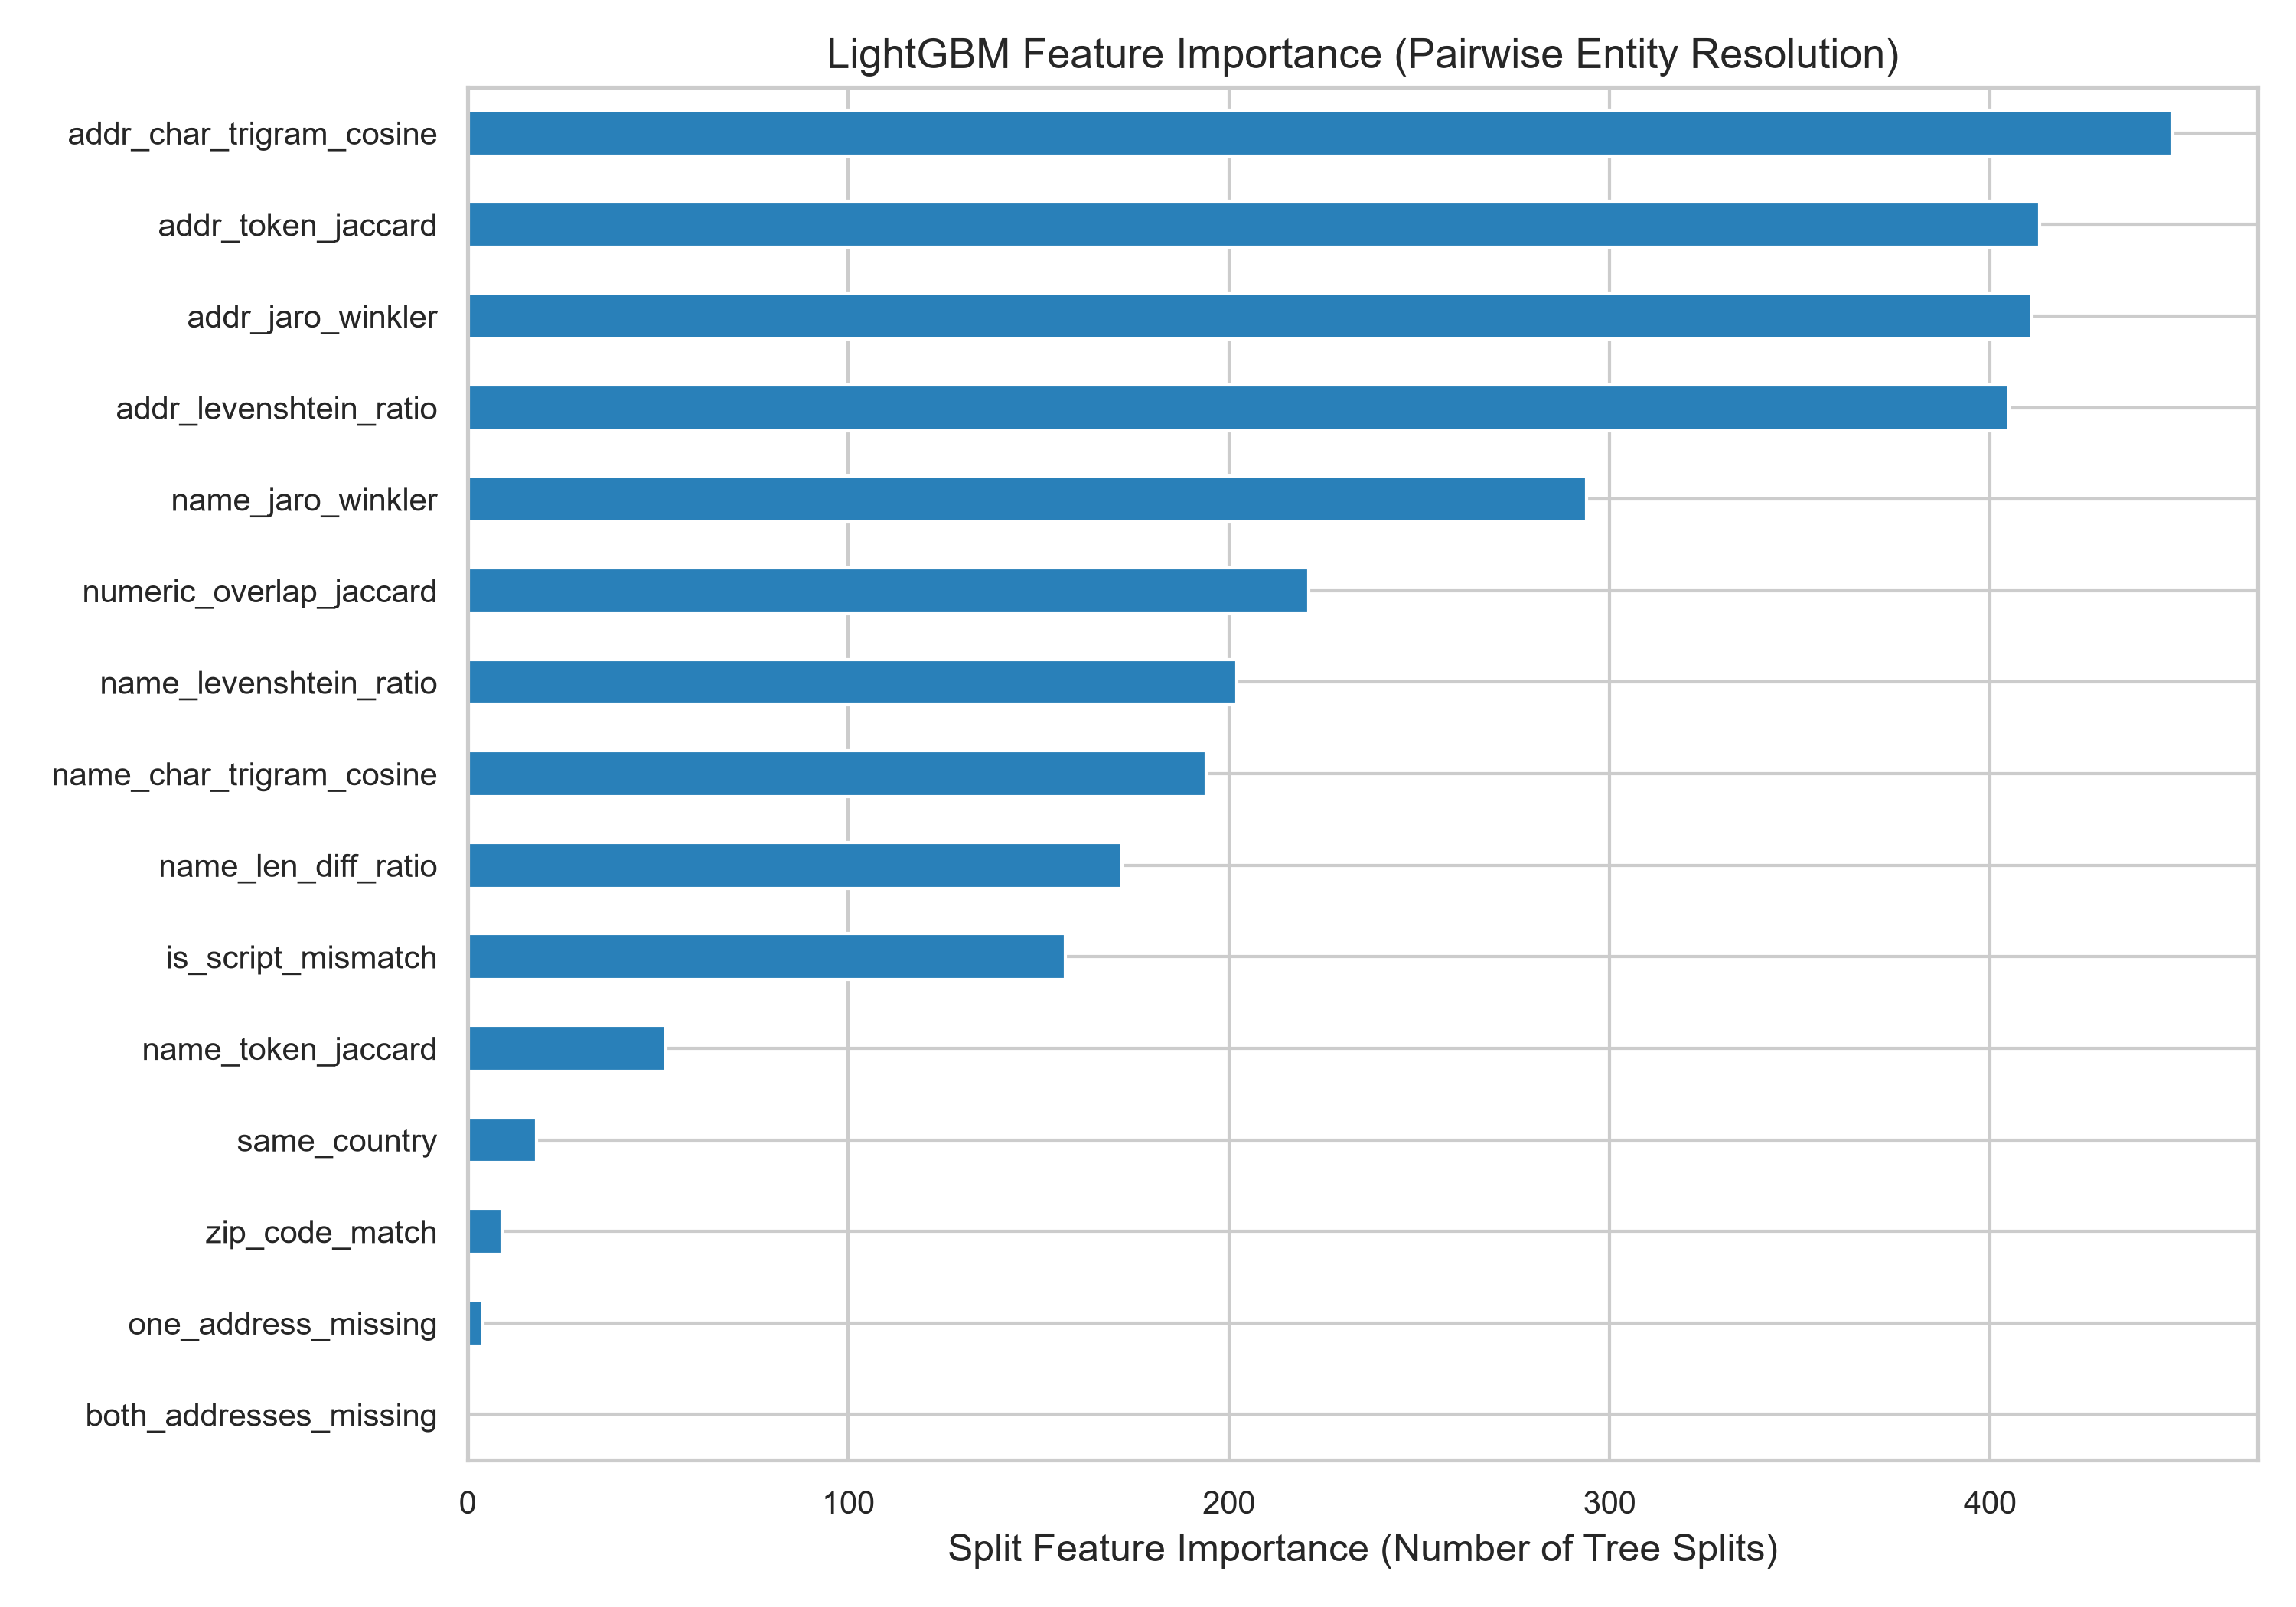 LightGBM Feature Importance (Pairwise Entity Resolution)
addr_char_trigram_cosine
addr_token_jaccard
addr_jaro_winkler
addr_levenshtein_ratio
name_jaro_winkler
numeric_overlap_jaccard
name_levenshtein_ratio
name_char_trigram_cosine
name_len_diff_ratio
is_script_mismatch
name_token_jaccard
same_country
zip_code_match
one_address_missing
both_addresses_missing
0 100 200 300 400
Split Feature Importance (Number of Tree Splits)